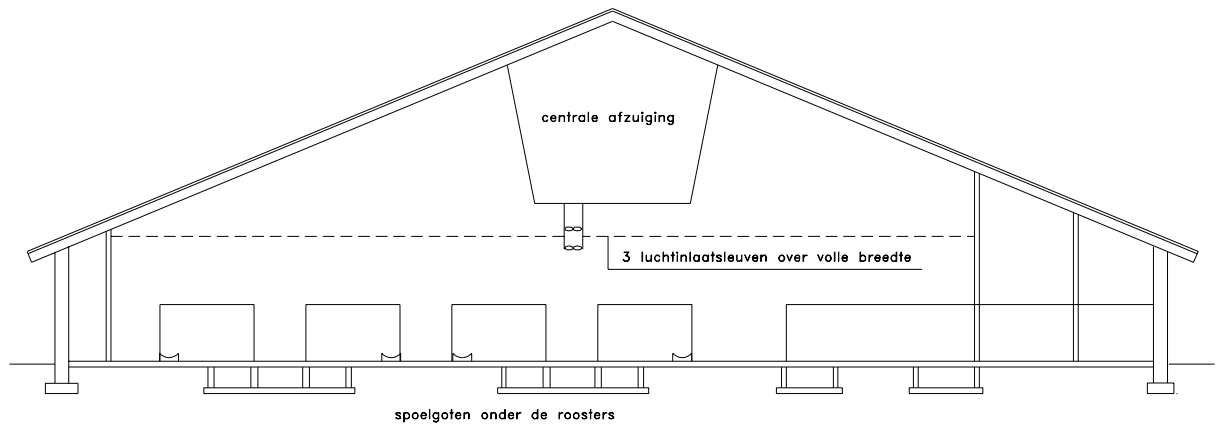 centrale afzuiging
3 luchtinlaatsleuven over volle breedte
spoelgoten onder de roosters